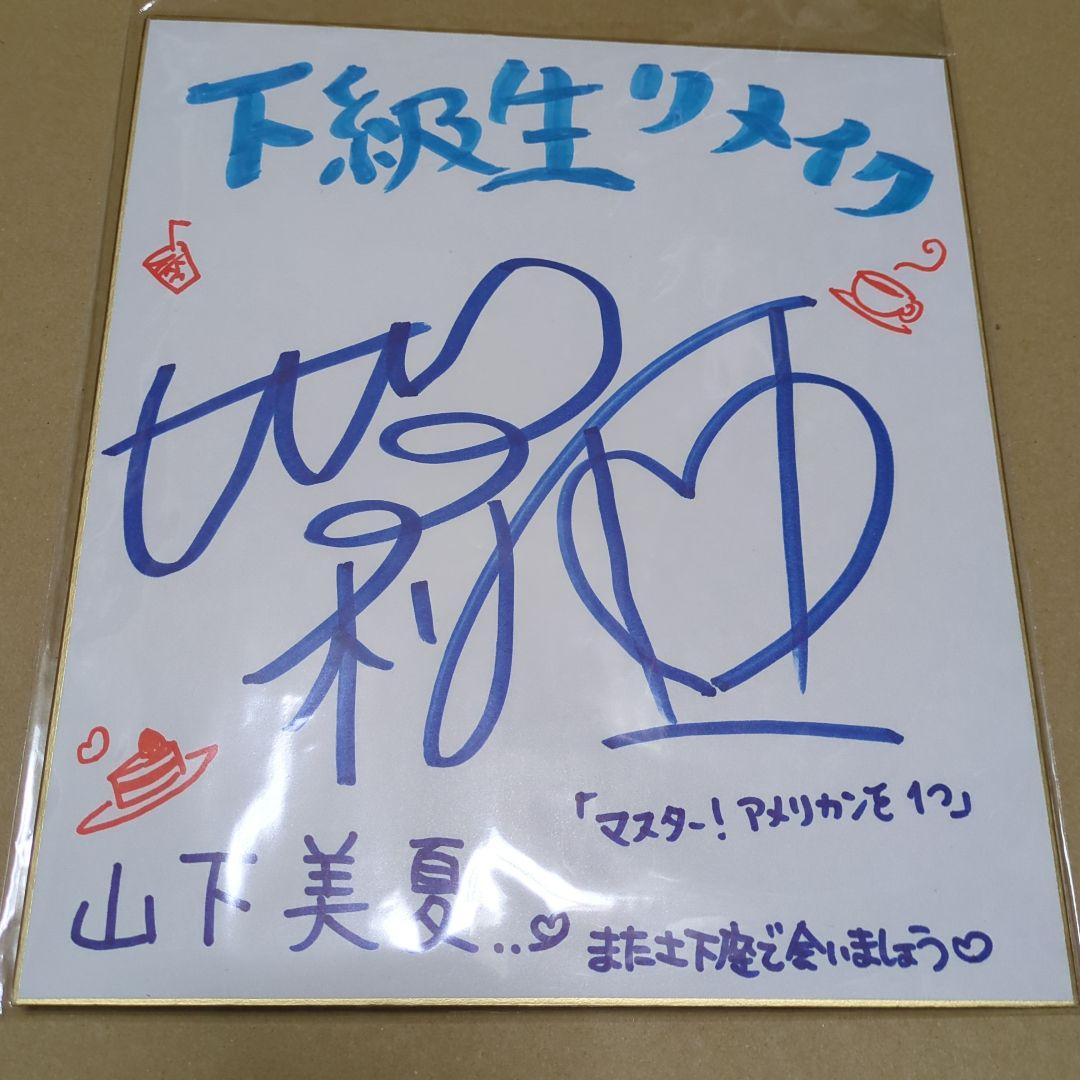 下級生リメイク
「マスター！アメリカンを1つ」
山下美夏..
また土下座で会いましょう